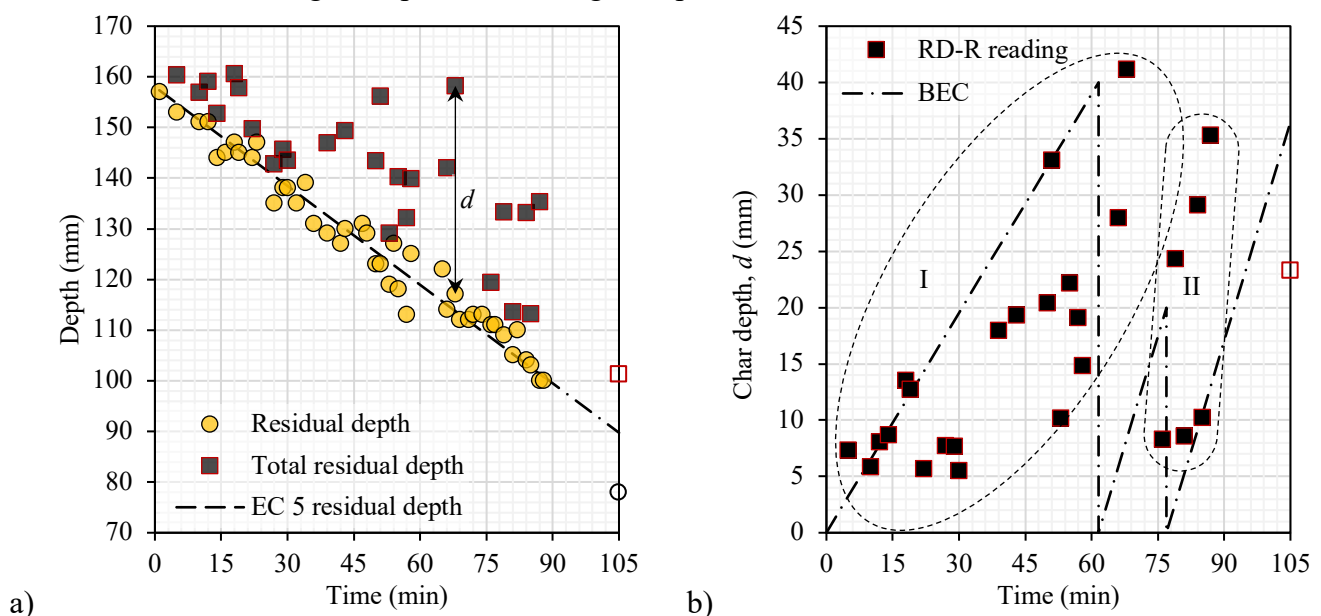 170
160
150
140
130
120
110
100
90
80
70
Depth (mm)
d
Residual depth
Total residual depth
EC 5 residual depth
0 15 30 45 60 75 90 105
Time (min)
a)
45
40
35
30
25
20
15
10
5
0
Char depth, d (mm)
RD-R reading
BEC
I
II
0 15 30 45 60 75 90 105
Time (min)
b)